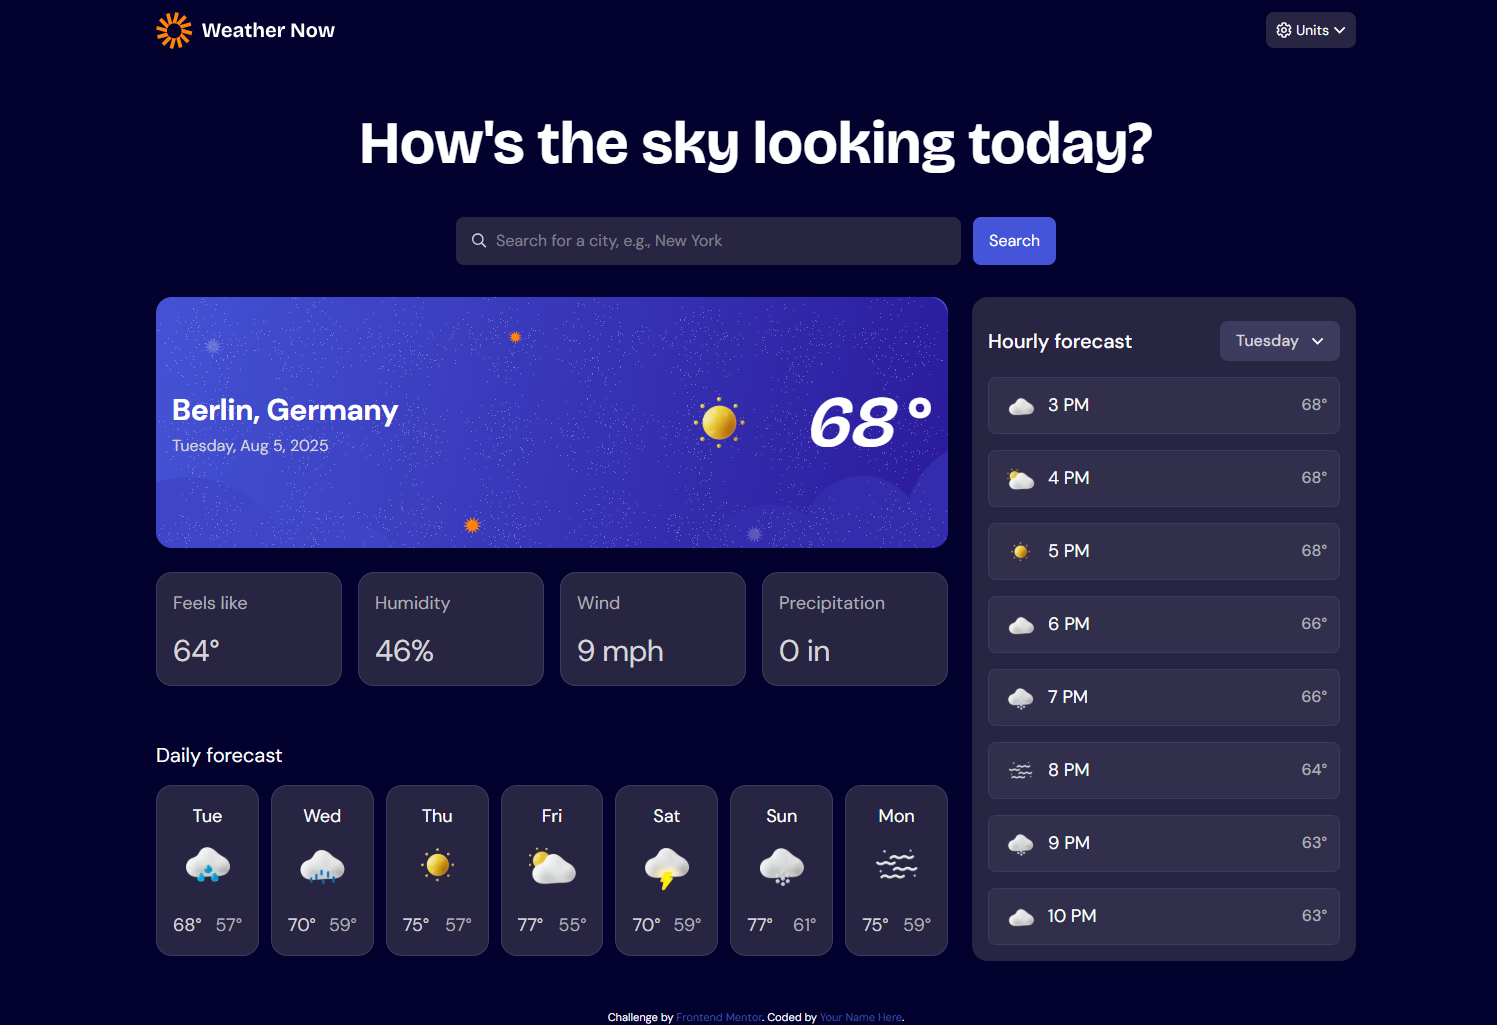 Weather Now
Units
How's the sky looking today?
Search for a city, e.g., New York
Search
Berlin, Germany
Tuesday, Aug 5, 2025
68°
Feels like
64°
Humidity
46%
Wind
9 mph
Precipitation
0 in
Daily forecast
Tue
68° 57°
Wed
70° 59°
Thu
75° 57°
Fri
77° 55°
Sat
70° 59°
Sun
77° 61°
Mon
75° 59°
Hourly forecast
Tuesday
3 PM 68°
4 PM 68°
5 PM 68°
6 PM 66°
7 PM 66°
8 PM 64°
9 PM 63°
10 PM 63°
Challenge by Frontend Mentor. Coded by Your Name Here.